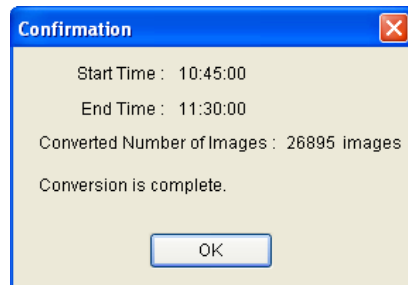 Confirmation
Start Time : 10:45:00
End Time : 11:30:00
Converted Number of Images : 26895 images
Conversion is complete.
OK